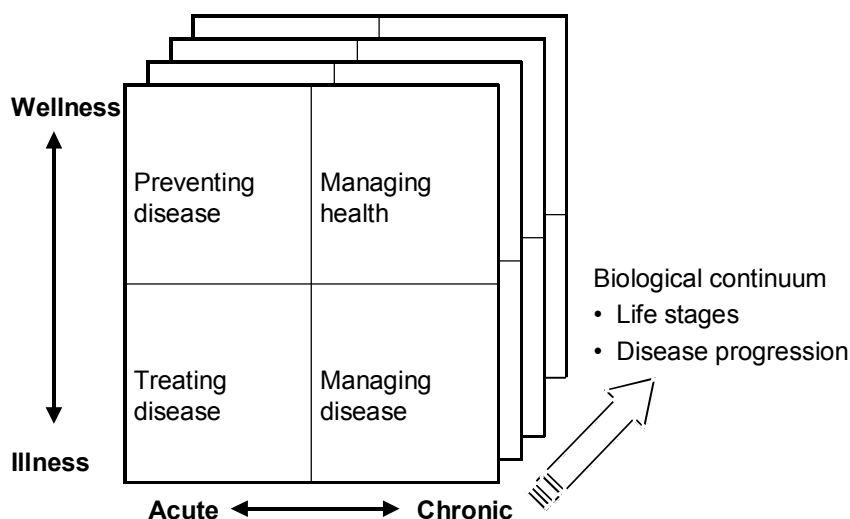 Wellness
Preventing
disease
Managing
health
Biological continuum
• Life stages
• Disease progression
Treating
disease
Managing
disease
Illness
Acute
Chronic